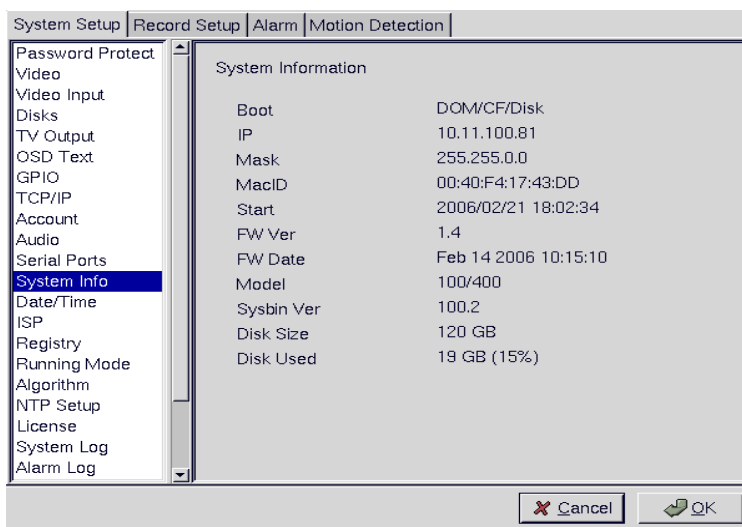 System Setup Record Setup Alarm Motion Detection
Password Protect
Video
Video Input
Disks
TV Output
OSD Text
GPIO
TCP/IP
Account
Audio
Serial Ports
System Info
Date/Time
ISP
Registry
Running Mode
Algorithm
NTP Setup
License
System Log
Alarm Log
System Information
Boot DOM/CF/Disk
IP 10.11.100.81
Mask 255.255.0.0
MacID 00:40:F4:17:43:DD
Start 2006/02/21 18:02:34
FW Ver 1.4
FW Date Feb 14 2006 10:15:10
Model 100/400
Sysbin Ver 100.2
Disk Size 120 GB
Disk Used 19 GB (15%)
Cancel OK